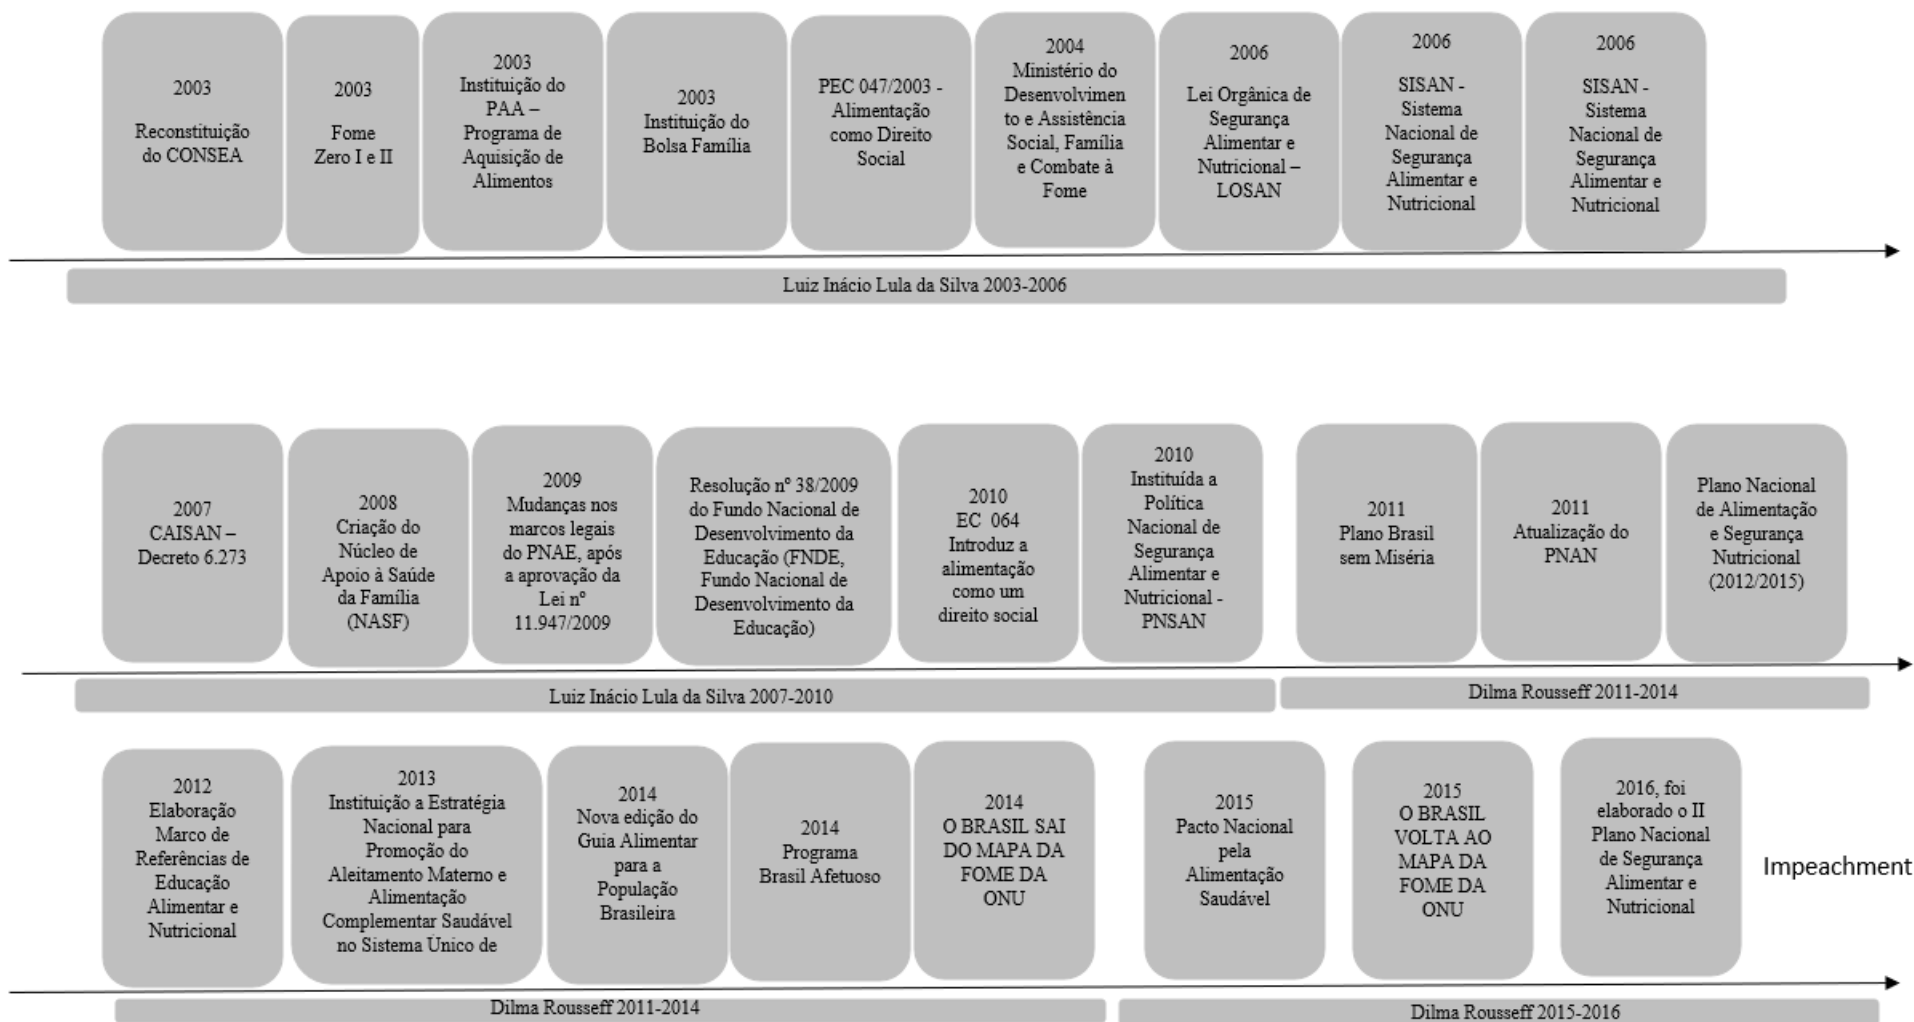 2003
Reconstituição
do CONSEA
2003
Fome
Zero I e II
2003
Instituição do
PAA –
Programa de
Aquisição de
Alimentos
2003
Instituição do
Bolsa Família
PEC 047/2003 -
Alimentação
como Direito
Social
2004
Ministério do
Desenvolvimen
to e Assistência
Social, Família
e Combate à
Fome
2006
Lei Orgânica de
Segurança
Alimentar e
Nutricional –
LOSAN
2006
SISAN -
Sistema
Nacional de
Segurança
Alimentar e
Nutricional
2006
SISAN -
Sistema
Nacional de
Segurança
Alimentar e
Nutricional
Luiz Inácio Lula da Silva 2003-2006
2007
CAISAN –
Decreto 6.273
2008
Criação do
Núcleo de
Apoio à Saúde
da Família
(NASF)
2009
Mudanças nos
marcos legais
do PNAE, após
a aprovação da
Lei nº
11.947/2009
Resolução nº 38/2009
do Fundo Nacional de
Desenvolvimento da
Educação (FNDE,
Fundo Nacional de
Desenvolvimento da
Educação)
2010
EC 064
Introduz a
alimentação
como um
direito social
2010
Instituída a
Política
Nacional de
Segurança
Alimentar e
Nutricional -
PNSAN
2011
Plano Brasil
sem Miséria
2011
Atualização do
PNAN
Plano Nacional
de Alimentação
e Segurança
Nutricional
(2012/2015)
Luiz Inácio Lula da Silva 2007-2010
Dilma Rousseff 2011-2014
2012
Elaboração
Marco de
Referências de
Educação
Alimentar e
Nutricional
2013
Instituição a Estratégia
Nacional para
Promoção do
Aleitamento Materno e
Alimentação
Complementar Saudável
no Sistema Único de
2014
Nova edição do
Guia Alimentar
para a
População
Brasileira
2014
Programa
Brasil Afetuoso
2014
O BRASIL SAI
DO MAPA DA
FOME DA
ONU
2015
Pacto Nacional
pela
Alimentação
Saudável
2015
O BRASIL
VOLTA AO
MAPA DA
FOME DA
ONU
2016, foi
elaborado o II
Plano Nacional
de Segurança
Alimentar e
Nutricional
Impeachment
Dilma Rousseff 2011-2014
Dilma Rousseff 2015-2016